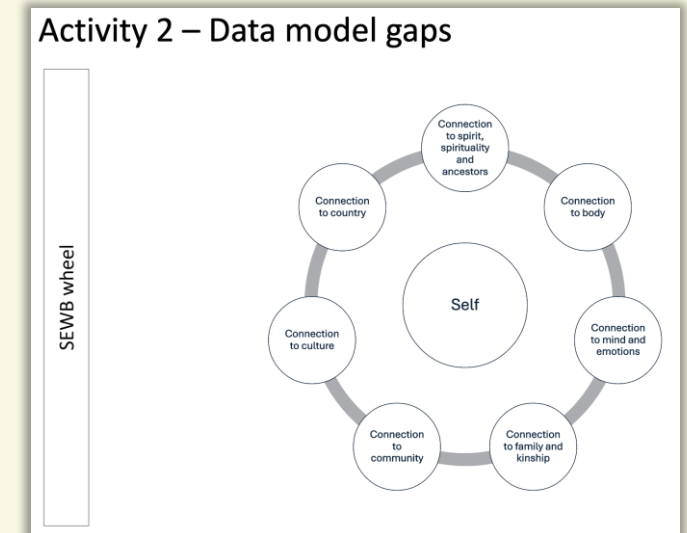 Activity 2 – Data model gaps
SEWB wheel
Connection
to spirit,
spirituality
and
ancestors
Connection
to body
Connection
to mind and
emotions
Connection
to family and
kinship
Connection
to
community
Connection
to culture
Connection
to country
Self